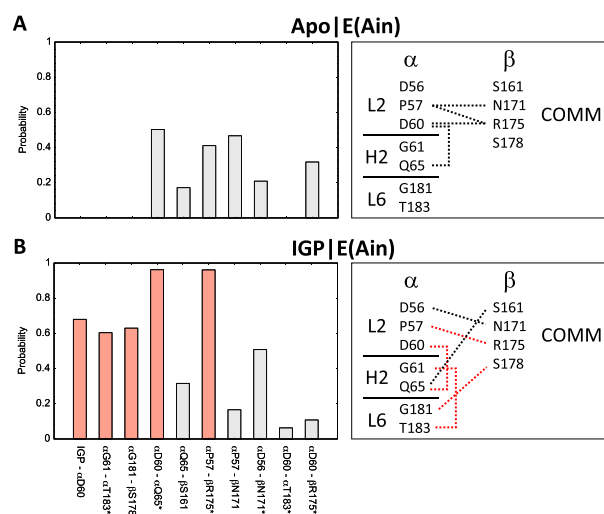 A
Apo|E(Ain)
Probability
1
0.8
0.6
0.4
0.2
0
α β
D56 S161
L2 P57 N171 COMM
D60 R175
H2 G61 S178
Q65
L6 G181
T183
B
IGP|E(Ain)
Probability
1
0.8
0.6
0.4
0.2
0
IGP - αD60
αG61 - αT183*
αG181 - βS178
αD60 - αQ65*
αQ65 - βS161
αP57 - βR175*
αP57 - βN171
αD56 - βN171*
αD60 - αT183*
αD60 - βR175*
α β
D56 S161
L2 P57 N171
D60 R175 COMM
H2 G61 S178
Q65
L6 G181
T183